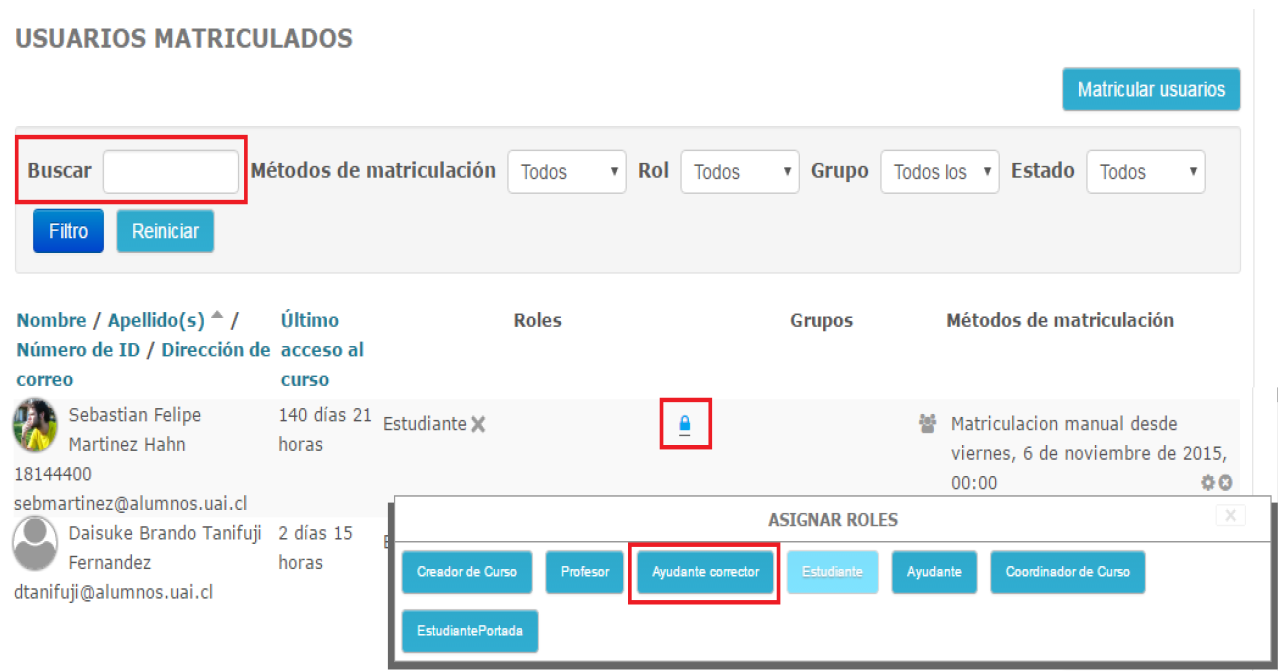 USUARIOS MATRICULADOS
Matricular usuarios
Buscar Métodos de matriculación Todos Rol Todos Grupo Todos los Estado Todos
Filtro Reiniciar
Nombre / Apellido(s) / Último Roles Grupos Métodos de matriculación
Número de ID / Dirección de acceso al
correo curso
Sebastian Felipe 140 días 21 Estudiante Matriculacion manual desde
Martinez Hahn horas viernes, 6 de noviembre de 2015,
18144400 00:00
sebmartinez@alumnos.uai.cl
ASIGNAR ROLES X
Daisuke Brando Tanifuji 2 días 15
Fernandez horas
dtanifuji@alumnos.uai.cl
Creador de Curso Profesor Ayudante corrector Estudiante Ayudante Coordinador de Curso
EstudiantePortada